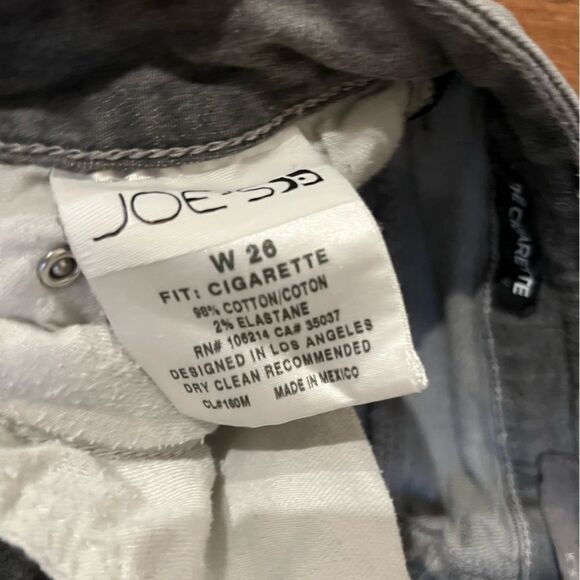 JOE'S
W 26
FIT: CIGARETTE
98% COTTON/COTON
2% ELASTANE
RN# 106214 CA# 35037
DESIGNED IN LOS ANGELES
DRY CLEAN RECOMMENDED
CL#160M MADE IN MEXICO
CIGARETTE